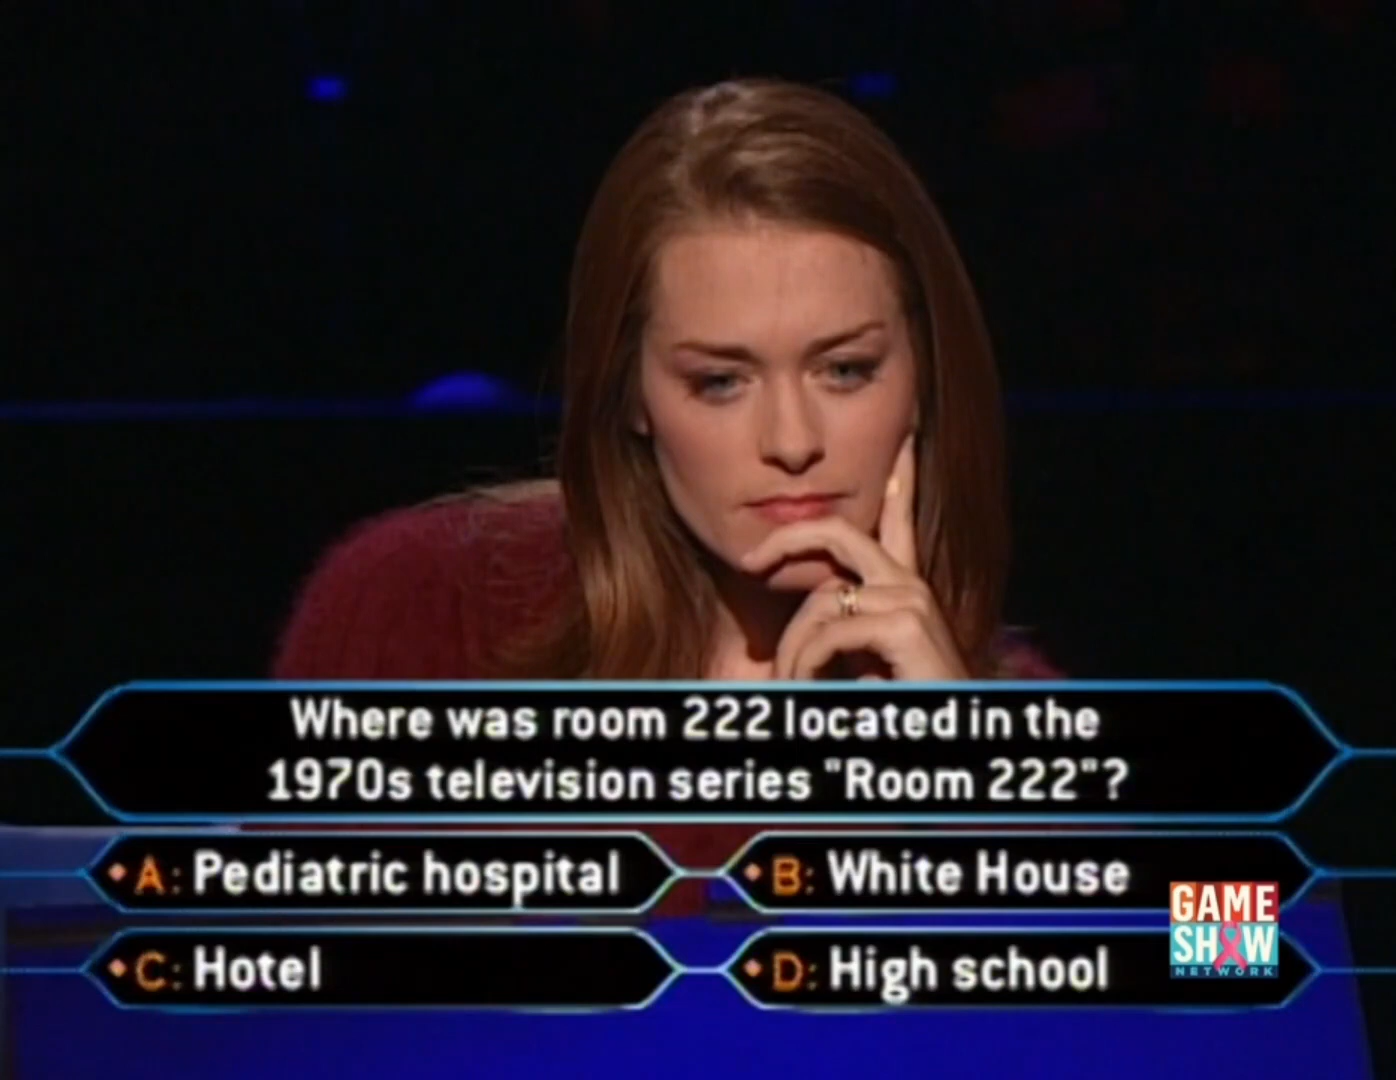 Where was room 222 located in the
1970s television series "Room 222"?
A: Pediatric hospital
B: White House
C: Hotel
D: High school
GAME
SHOW
NETWORK